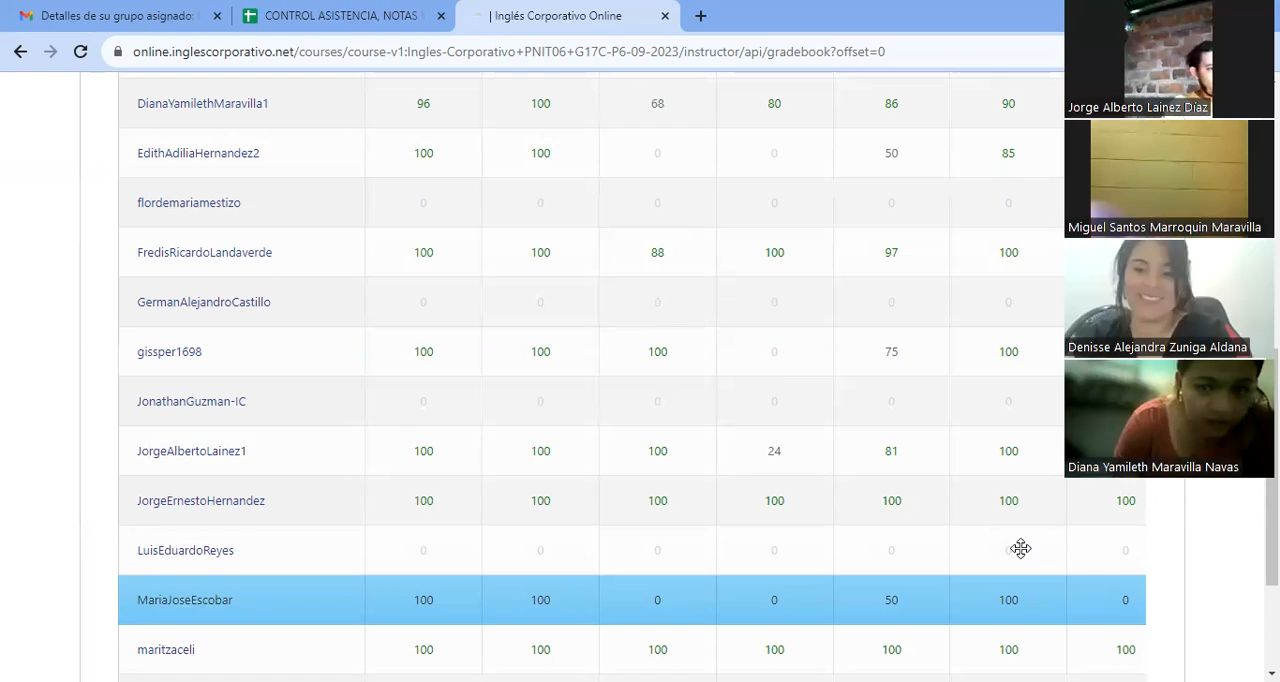 Detalles de su grupo asignado:
CONTROL ASISTENCIA, NOTAS Y
| Inglés Corporativo Online
online.inglescorporativo.net/courses/course-v1:Ingles-Corporativo+PNIT06+G17C-P6-09-2023/instructor/api/gradebook?offset=0
DianaYamilethMaravilla1 96 100 68 80 86 90
EdithAdiliaHernandez2 100 100 0 0 50 85
flordemariamestizo 0 0 0 0 0 0
FredisRicardoLandaverde 100 100 88 100 97 100
GermanAlejandroCastillo 0 0 0 0 0 0
gissper1698 100 100 100 0 75 100
JonathanGuzman-IC 0 0 0 0 0 0
JorgeAlbertoLainez1 100 100 100 24 81 100
JorgeErnestoHernandez 100 100 100 100 100 100 100
LuisEduardoReyes 0 0 0 0 0 0 0
MariaJoseEscobar 100 100 0 0 50 100 0
maritzaceli 100 100 100 100 100 100 100
Jorge Alberto Lainez Diaz
Miguel Santos Marroquin Maravilla
Denisse Alejandra Zuniga Aldana
Diana Yamileth Maravilla Navas